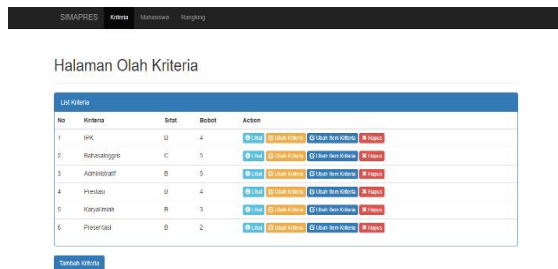 SIMAPRES Kriteria Mahasiswa Rangking
Halaman Olah Kriteria
List Kriteria
No Kriteria Sifat Bobot Action
1 IPK B 4 Lihat Ubah Kriteria Ubah Item Kriteria Hapus
2 BahasaInggris C 5 Lihat Ubah Kriteria Ubah Item Kriteria Hapus
3 Administratif B 5 Lihat Ubah Kriteria Ubah Item Kriteria Hapus
4 Prestasi B 4 Lihat Ubah Kriteria Ubah Item Kriteria Hapus
5 KaryaIlmiah B 3 Lihat Ubah Kriteria Ubah Item Kriteria Hapus
6 Presentasi B 2 Lihat Ubah Kriteria Ubah Item Kriteria Hapus
Tambah Kriteria